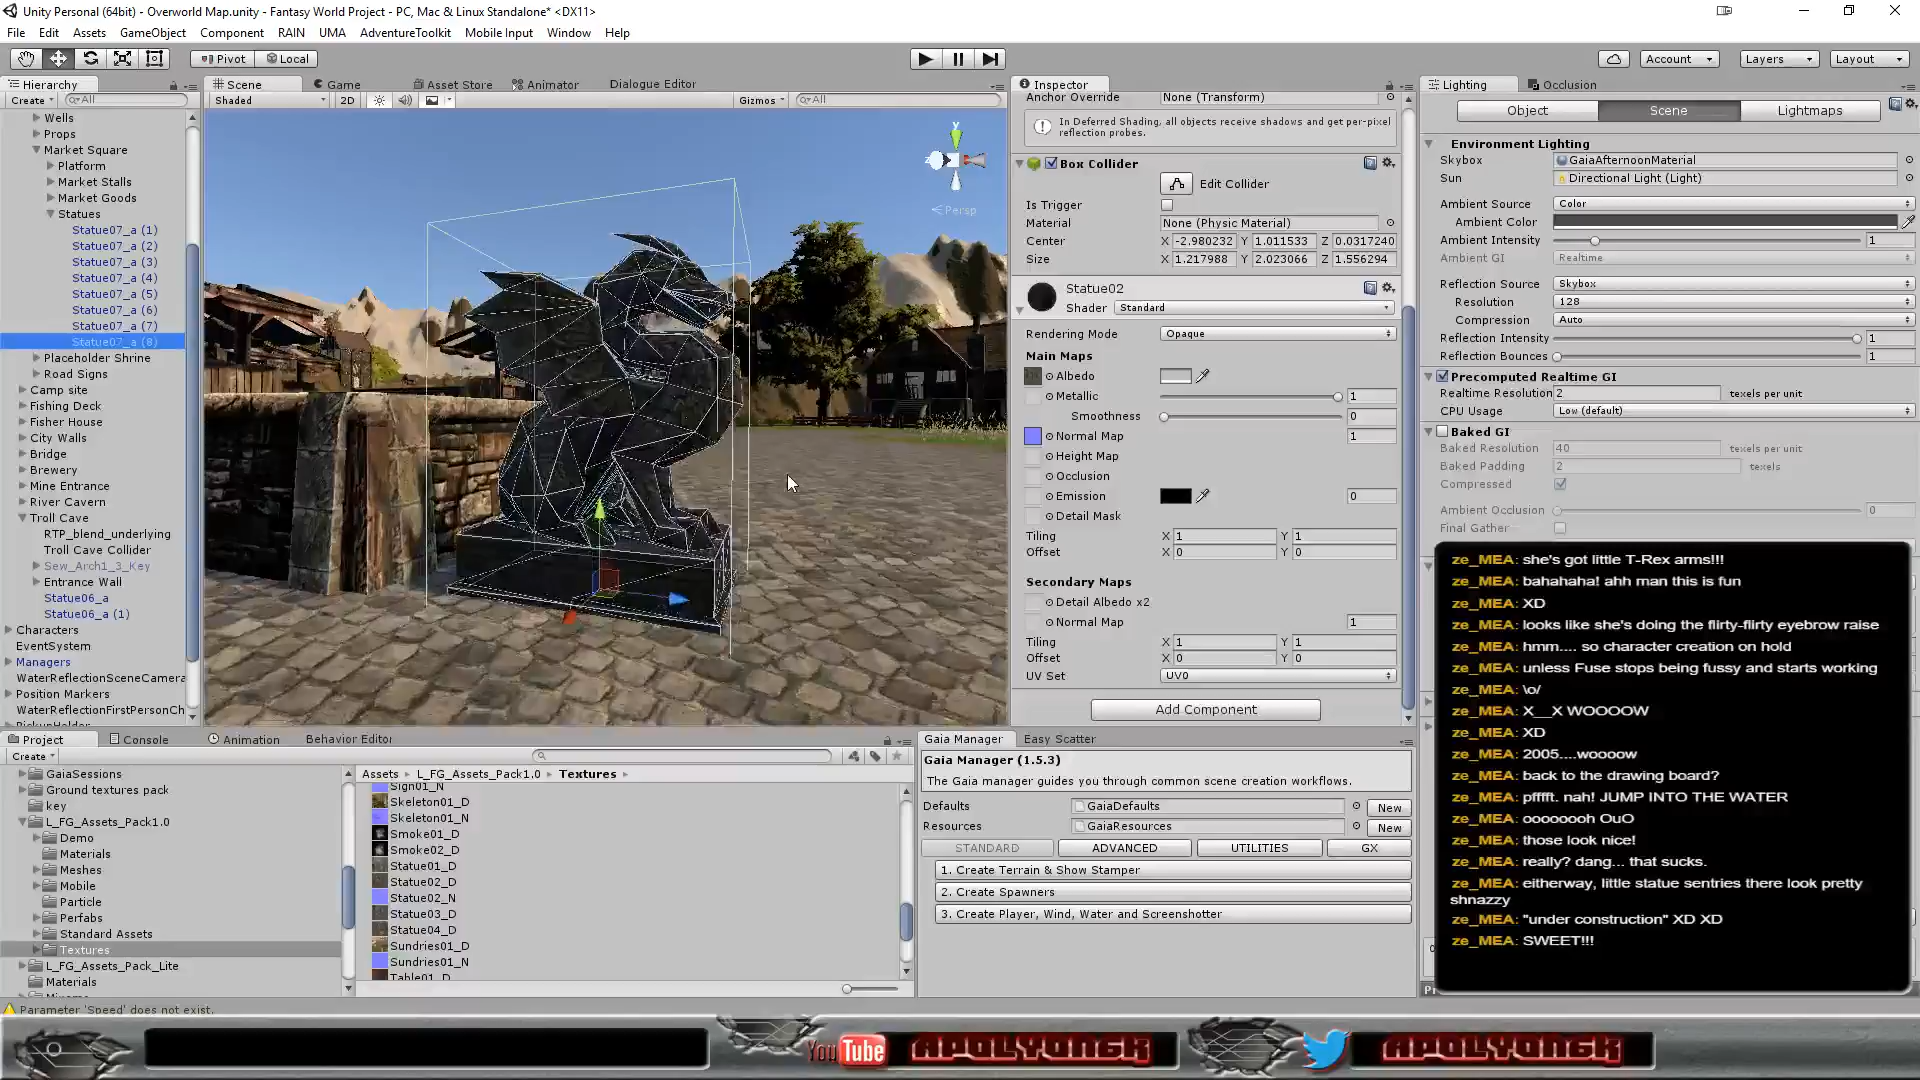 Unity Personal (64bit) - Overworld Map.unity - Fantasy World Project - PC, Mac & Linux Standalone* <DX11>
File Edit Assets GameObject Component RAIN UMA AdventureToolkit Mobile Input Window Help
Pivot Local Account Layers Layout
Hierarchy
Create All
Wells
Props
Market Square
Platform
Market Stalls
Market Goods
Statues
Statue07_a (1)
Statue07_a (2)
Statue07_a (3)
Statue07_a (4)
Statue07_a (5)
Statue07_a (6)
Statue07_a (7)
Statue07_a (8)
Placeholder Shrine
Road Signs
Camp site
Fishing Deck
Fisher House
City Walls
Bridge
Brewery
Mine Entrance
River Cavern
Troll Cave
RTP_blend_underlying
Troll Cave Collider
Sew_Arch1_3_Key
Entrance Wall
Statue06_a
Statue06_a (1)
Characters
EventSystem
Managers
WaterReflectionSceneCamera
Position Markers
WaterReflectionFirstPersonCh
Scene Game Asset Store Animator Dialogue Editor
Shaded 2D Gizmos All
y
Persp
Inspector
Anchor Override None (Transform)
In Deferred Shading, all objects receive shadows and get per-pixel
reflection probes.
Box Collider
Edit Collider
Is Trigger
Material None (Physic Material)
Center X -2.980232 Y 1.011533 Z 0.0317240
Size X 1.217988 Y 2.023066 Z 1.556294
Statue02
Shader Standard
Rendering Mode Opaque
Main Maps
Albedo
Metallic 1
Smoothness 0
Normal Map 1
Height Map
Occlusion
Emission 0
Detail Mask
Tiling X 1 Y 1
Offset X 0 Y 0
Secondary Maps
Detail Albedo x2
Normal Map 1
Tiling X 1 Y 1
Offset X 0 Y 0
UV Set UV0
Add Component
Lighting Occlusion
Object Scene Lightmaps
Environment Lighting
Skybox GaiaAfternoonMaterial
Sun Directional Light (Light)
Ambient Source Color
Ambient Color
Ambient Intensity 1
Ambient GI Realtime
Reflection Source Skybox
Resolution 128
Compression Auto
Reflection Intensity 1
Reflection Bounces 1
Precomputed Realtime GI
Realtime Resolution 2 texels per unit
CPU Usage Low (default)
Baked GI
Baked Resolution 40 texels per unit
Baked Padding 2 texels
Compressed
Ambient Occlusion 0
Final Gather
ze_MEA: she's got little T-Rex arms!!!
ze_MEA: bahahaha! ahh man this is fun
ze_MEA: XD
ze_MEA: looks like she's doing the flirty-flirty eyebrow raise
ze_MEA: hmm.... so character creation on hold
ze_MEA: unless Fuse stops being fussy and starts working
ze_MEA: \o/
ze_MEA: X__X WOOOOW
ze_MEA: XD
ze_MEA: 2005....woooow
ze_MEA: back to the drawing board?
ze_MEA: pfffft. nah! JUMP INTO THE WATER
ze_MEA: oooooooh OuO
ze_MEA: those look nice!
ze_MEA: really? dang... that sucks.
ze_MEA: eitherway, little statue sentries there look pretty
shnazzy
ze_MEA: "under construction" XD XD
ze_MEA: SWEET!!!
Project Console Animation Behavior Editor
Create
GaiaSessions
Ground textures pack
key
L_FG_Assets_Pack1.0
Demo
Materials
Meshes
Mobile
Particle
Perfabs
Standard Assets
Textures
L_FG_Assets_Pack_Lite
Materials
Assets L_FG_Assets_Pack1.0 Textures
Sign01_N
Skeleton01_D
Skeleton01_N
Smoke01_D
Smoke02_D
Statue01_D
Statue02_D
Statue02_N
Statue03_D
Statue04_D
Sundries01_D
Sundries01_N
Table01_D
Gaia Manager Easy Scatter
Gaia Manager (1.5.3)
The Gaia manager guides you through common scene creation workflows.
Defaults GaiaDefaults New
Resources GaiaResources New
STANDARD ADVANCED UTILITIES GX
1. Create Terrain & Show Stamper
2. Create Spawners
3. Create Player, Wind, Water and Screenshotter
Parameter 'Speed' does not exist.
YouTube APOLYONGK APOLYONGK